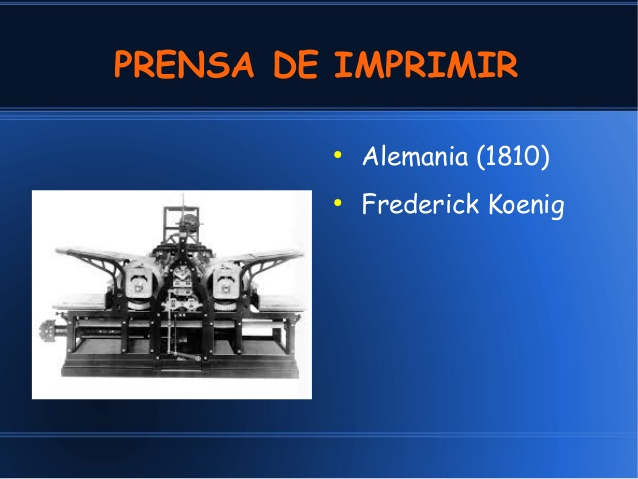 PRENSA DE IMPRIMIR
Alemania (1810)
Frederick Koenig